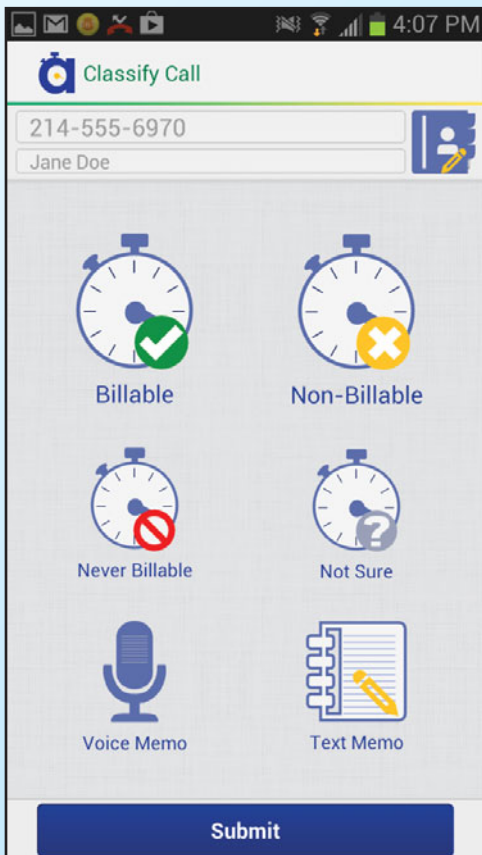 4:07 PM
Classify Call
214-555-6970
Jane Doe
Billable
Non-Billable
Never Billable
Not Sure
Voice Memo
Text Memo
Submit